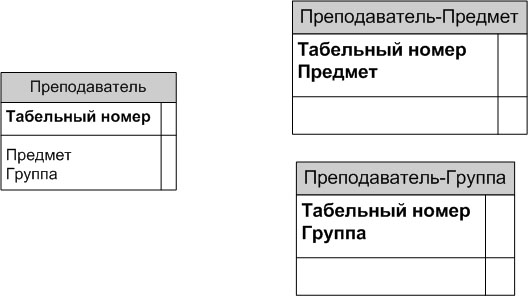 Преподаватель
Табельный номер
Предмет
Группа
Преподаватель-Предмет
Табельный номер
Предмет
Преподаватель-Группа
Табельный номер
Группа